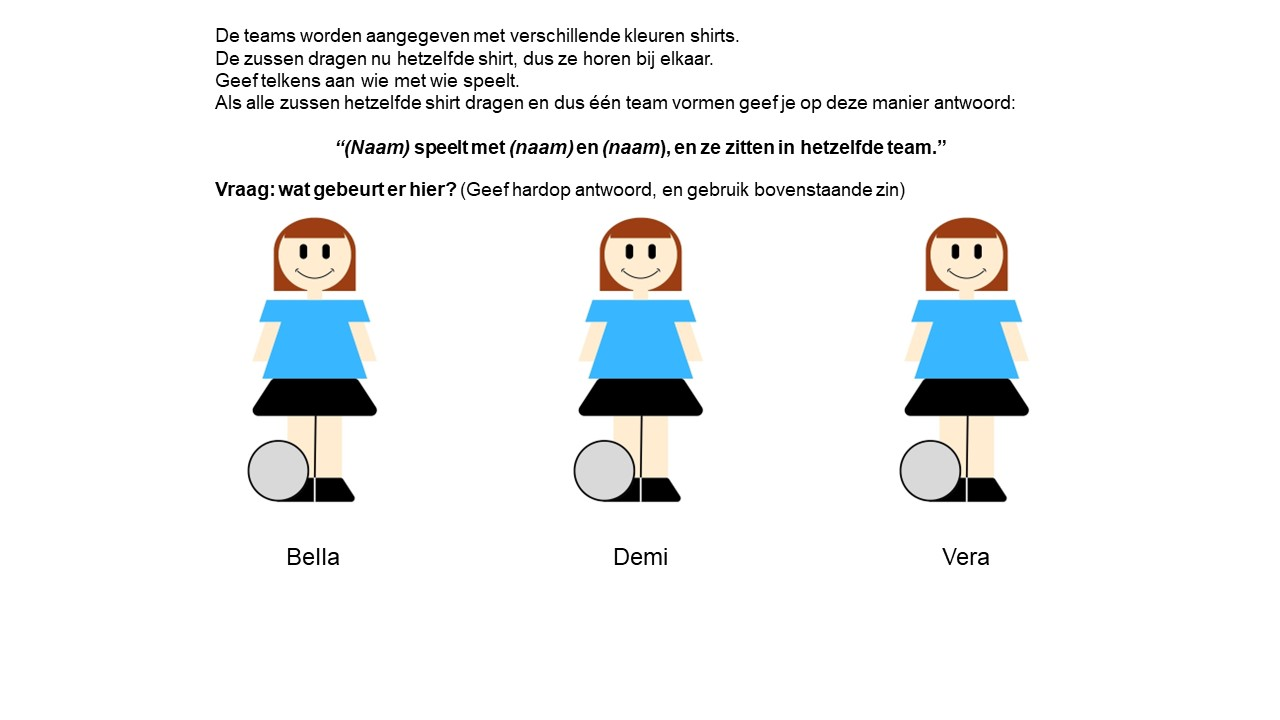 De teams worden aangegeven met verschillende kleuren shirts.
De zussen dragen nu hetzelfde shirt, dus ze horen bij elkaar.
Geef telkens aan wie met wie speelt.
Als alle zussen hetzelfde shirt dragen en dus één team vormen geef je op deze manier antwoord:
“(Naam) speelt met (naam) en (naam), en ze zitten in hetzelfde team.”
Vraag: wat gebeurt er hier? (Geef hardop antwoord, en gebruik bovenstaande zin)
Bella Demi Vera